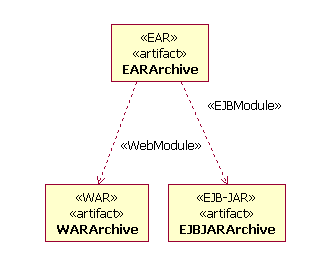 «EAR»
«artifact»
EARArchive
«EJBModule»
«WebModule»
«WAR»
«artifact»
WARArchive
«EJB-JAR»
«artifact»
EJBJARArchive